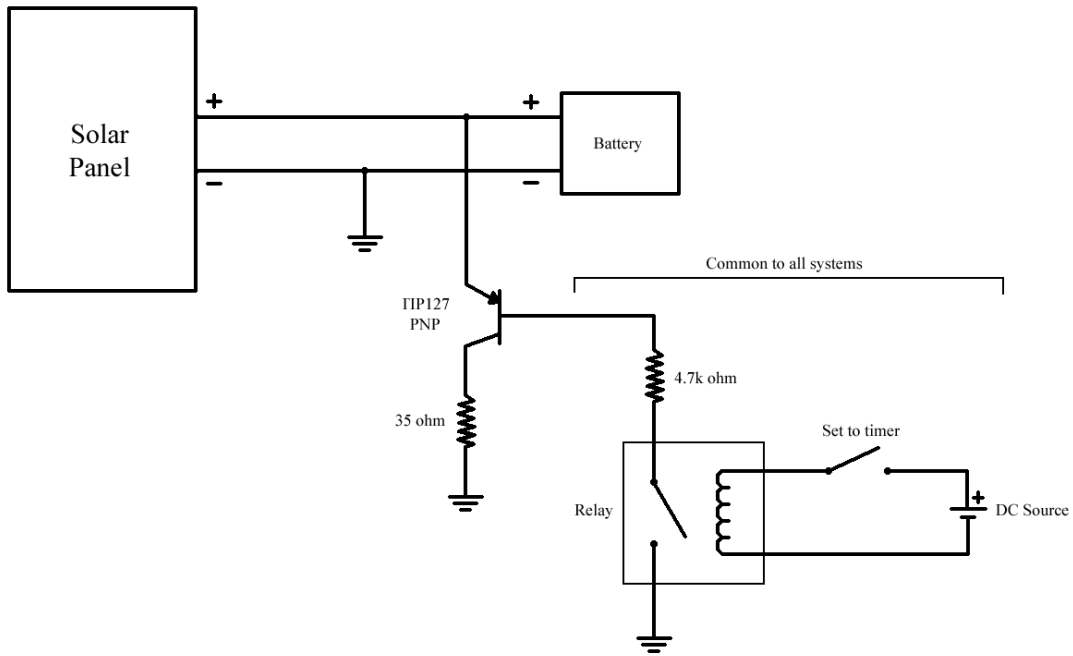 Solar
Panel
+
−
+
−
Battery
Common to all systems
TIP127
PNP
35 ohm
4.7k ohm
Set to timer
Relay
+
DC Source